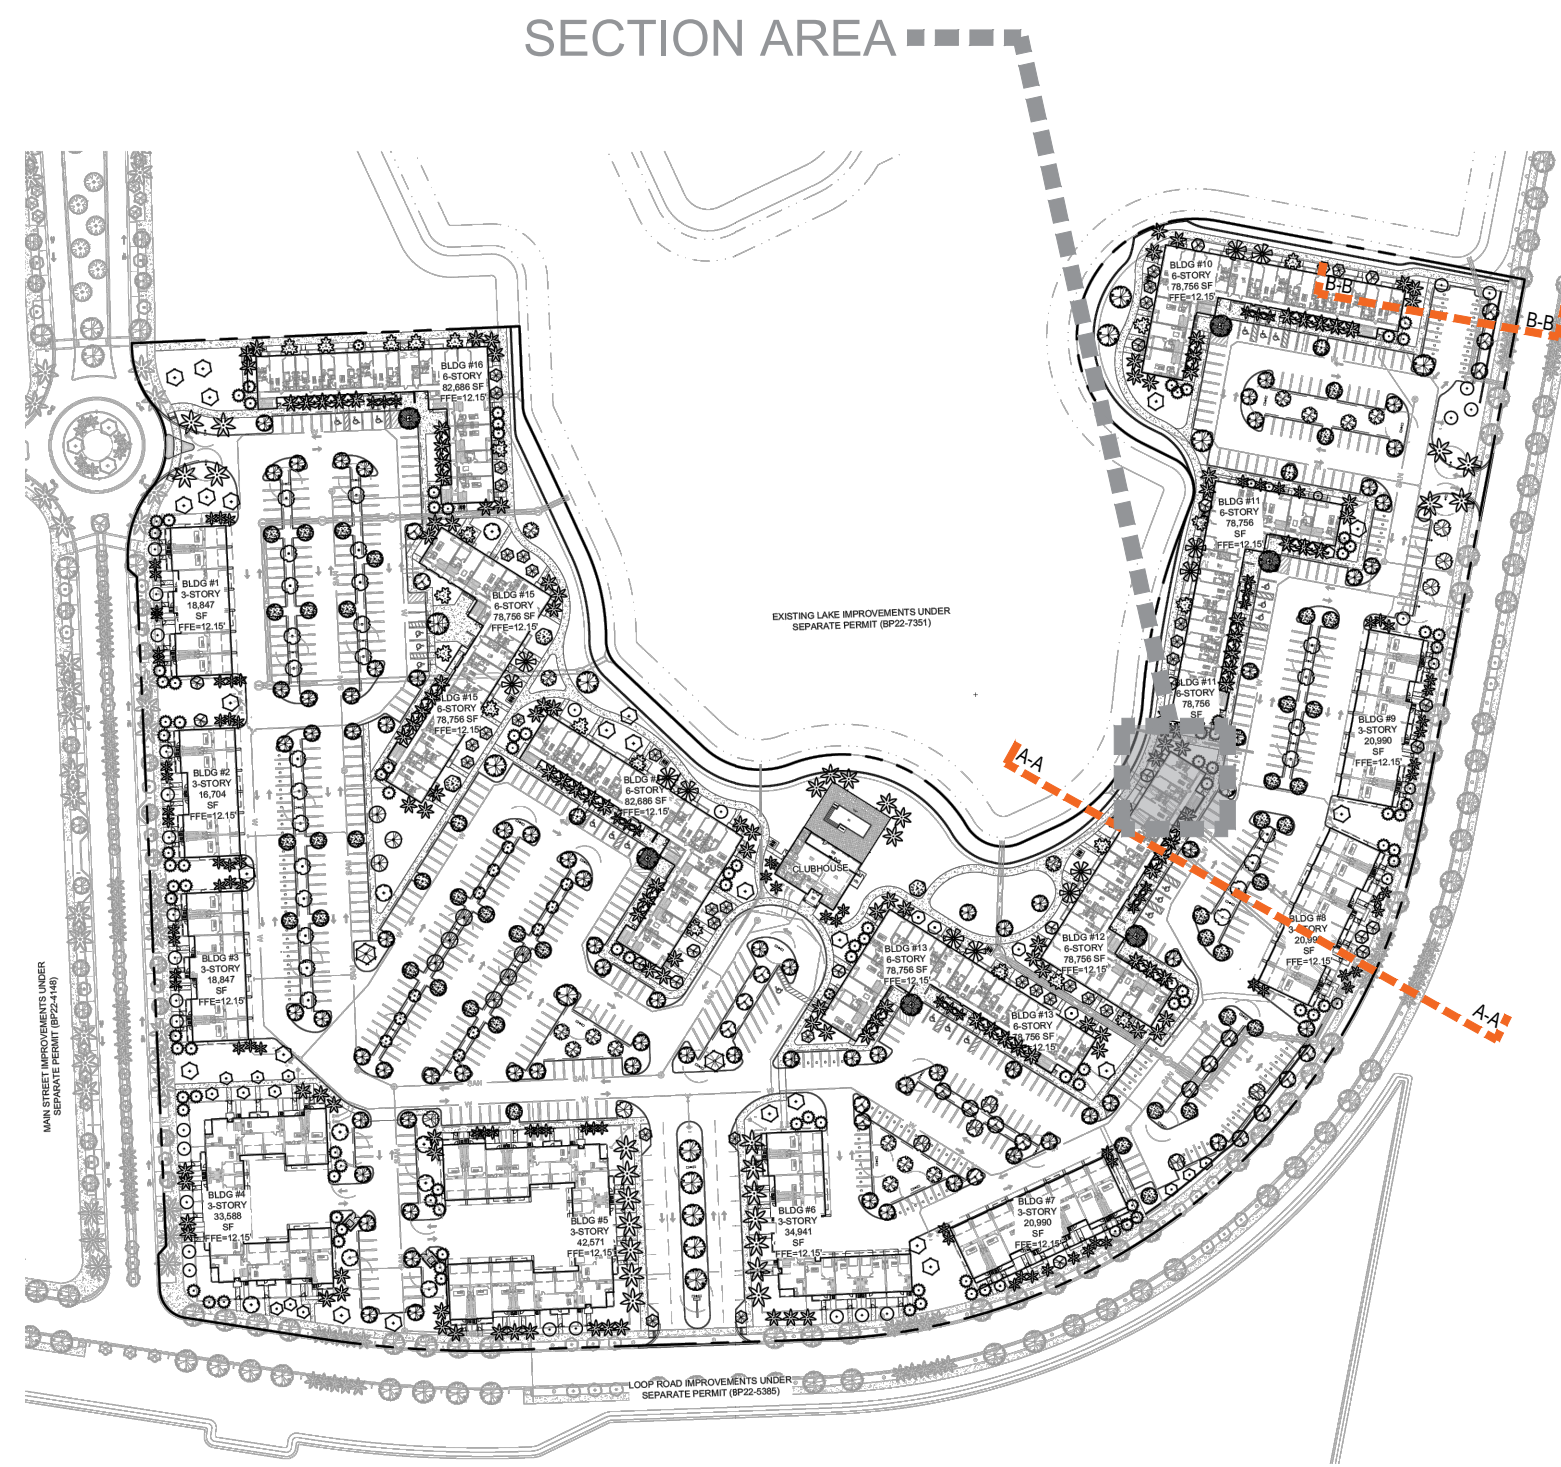 SECTION AREA
BLDG #10
6-STORY
78,756 SF
FFE=12.15'
B-B
B-B
BLDG #16
6-STORY
82,686 SF
FFE=12.15'
BLDG #11
6-STORY
78,756
SF
FFE=12.15'
BLDG #1
3-STORY
18,847
SF
FFE=12.15'
BLDG #15
6-STORY
78,756 SF
FFE=12.15'
EXISTING LAKE IMPROVEMENTS UNDER
SEPARATE PERMIT (BP22-7351)
BLDG #15
6-STORY
78,756 SF
FFE=12.15'
BLDG #11
6-STORY
78,756
SF
BLDG #9
3-STORY
20,990
SF
FFE=12.15'
A-A
BLDG #2
3-STORY
16,704
SF
FFE=12.15'
BLDG
6-STORY
82,686 SF
FFE=12.15'
CLUBHOUSE
BLDG #8
3-STORY
20,990
SF
FFE=12.15'
BLDG #3
3-STORY
18,847
SF
FFE=12.15'
BLDG #13
6-STORY
78,756 SF
FFE=12.15'
BLDG #12
6-STORY
78,756 SF
FFE=12.15'
BLDG #13
6-STORY
78,756 SF
FFE=12.15'
A-A
MAIN STREET IMPROVEMENTS UNDER
SEPARATE PERMIT (BP22-4148)
BLDG #4
3-STORY
33,588
SF
FFE=12.15'
BLDG #5
3-STORY
42,571
FFE=12.15'
BLDG #6
3-STORY
34,941
SF
FFE=12.15'
BLDG #7
3-STORY
20,990
SF
FFE=12.15'
LOOP ROAD IMPROVEMENTS UNDER
SEPARATE PERMIT (BP22-5385)